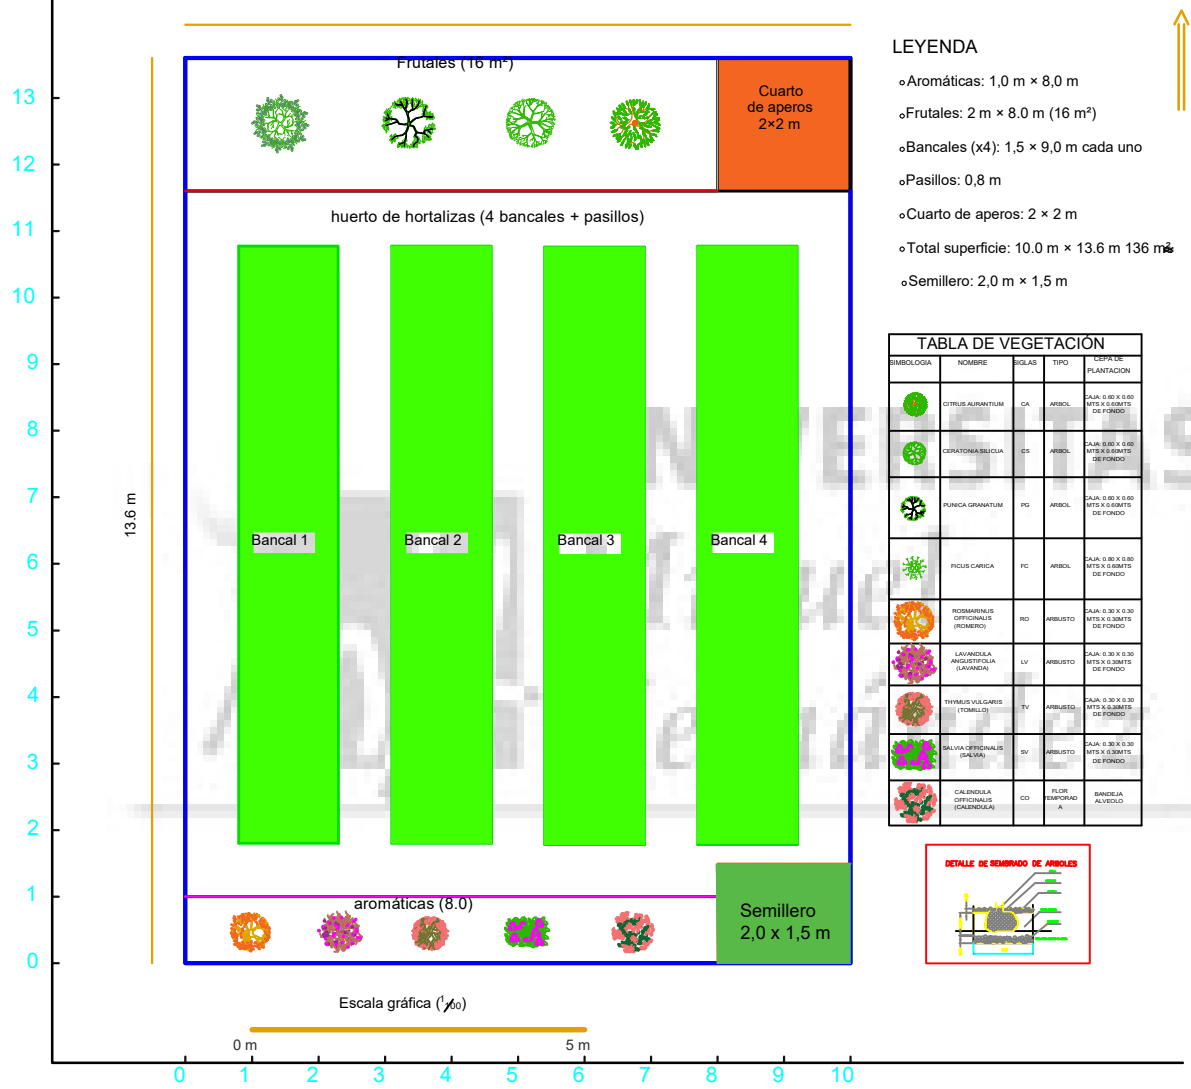 Frutales (16 m²)
Cuarto
de aperos
2×2 m
huerto de hortalizas (4 bancales + pasillos)
Bancal 1
Bancal 2
Bancal 3
Bancal 4
aromáticas (8.0)
Semillero
2,0 x 1,5 m
13.6 m
13
12
11
10
9
8
7
6
5
4
3
2
1
0
Escala gráfica (1/100)
0 m
5 m
0 1 2 3 4 5 6 7 8 9 10
LEYENDA
Aromáticas: 1,0 m × 8,0 m
Frutales: 2 m × 8.0 m (16 m²)
Bancales (x4): 1,5 × 9,0 m cada uno
Pasillos: 0,8 m
Cuarto de aperos: 2 × 2 m
Total superficie: 10.0 m × 13.6 m 136 m²
Semillero: 2,0 m × 1,5 m
TABLA DE VEGETACIÓN
SIMBOLOGIA NOMBRE SIGLAS TIPO CEPA DE
PLANTACION
CITRUS AURANTIUM CA ARBOL CAJA: 0.60 X 0.60
MTS X 0.60MTS
DE FONDO
CERATONIA SILICUA CS ARBOL CAJA: 0.60 X 0.60
MTS X 0.60MTS
DE FONDO
PUNICA GRANATUM PG ARBOL CAJA: 0.60 X 0.60
MTS X 0.60MTS
DE FONDO
FICUS CARICA FC ARBOL CAJA: 0.80 X 0.80
MTS X 0.60MTS
DE FONDO
ROSMARINUS
OFFICINALIS
(ROMERO) RO ARBUSTO CAJA: 0.30 X 0.30
MTS X 0.30MTS
DE FONDO
LAVANDULA
ANGUSTIFOLIA
(LAVANDA) LV ARBUSTO CAJA: 0.30 X 0.30
MTS X 0.30MTS
DE FONDO
THYMUS VULGARIS
(TOMILLO) TV ARBUSTO CAJA: 0.30 X 0.30
MTS X 0.30MTS
DE FONDO
SALVIA OFFICINALIS
(SALVIA) SV ARBUSTO CAJA: 0.30 X 0.30
MTS X 0.30MTS
DE FONDO
CALENDULA
OFFICINALIS
(CALENDULA) CO FLOR
TEMPORAD
A BANDEJA
ALVEOLO
DETALLE DE SEMBRADO DE ARBOLES